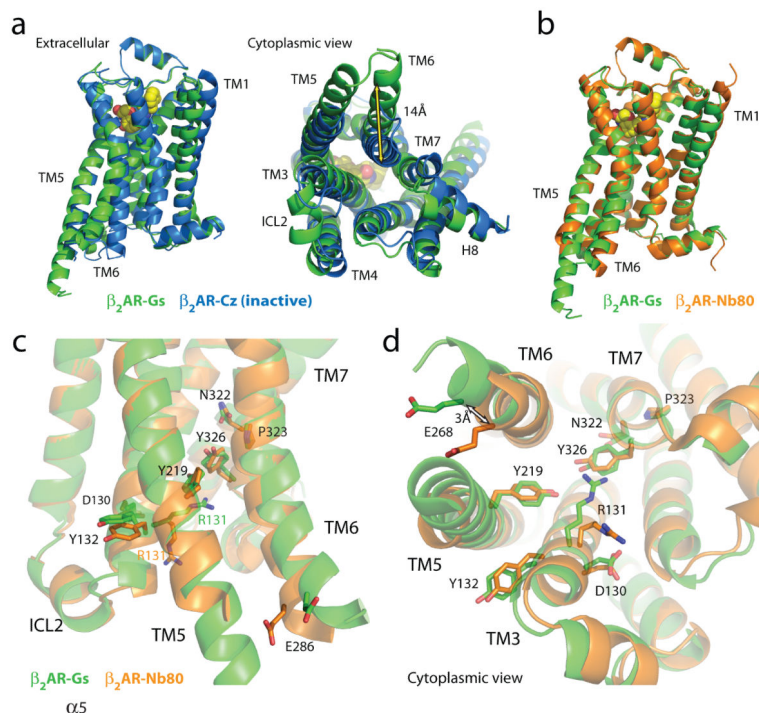 a
Extracellular
TM1
TM5
TM6
β2AR-Gs β2AR-Cz (inactive)
Cytoplasmic view
TM6
TM5
14Å
TM7
TM3
ICL2
H8
TM4
b
TM1
TM5
TM6
β2AR-Gs β2AR-Nb80
c
TM7
N322
P323
Y326
Y219
D130
R131
Y132
R131
TM6
ICL2
TM5
E286
β2AR-Gs β2AR-Nb80
α5
d
TM6
TM7
N322
P323
3Å
E268
Y326
Y219
R131
TM5
Y132
D130
TM3
Cytoplasmic view